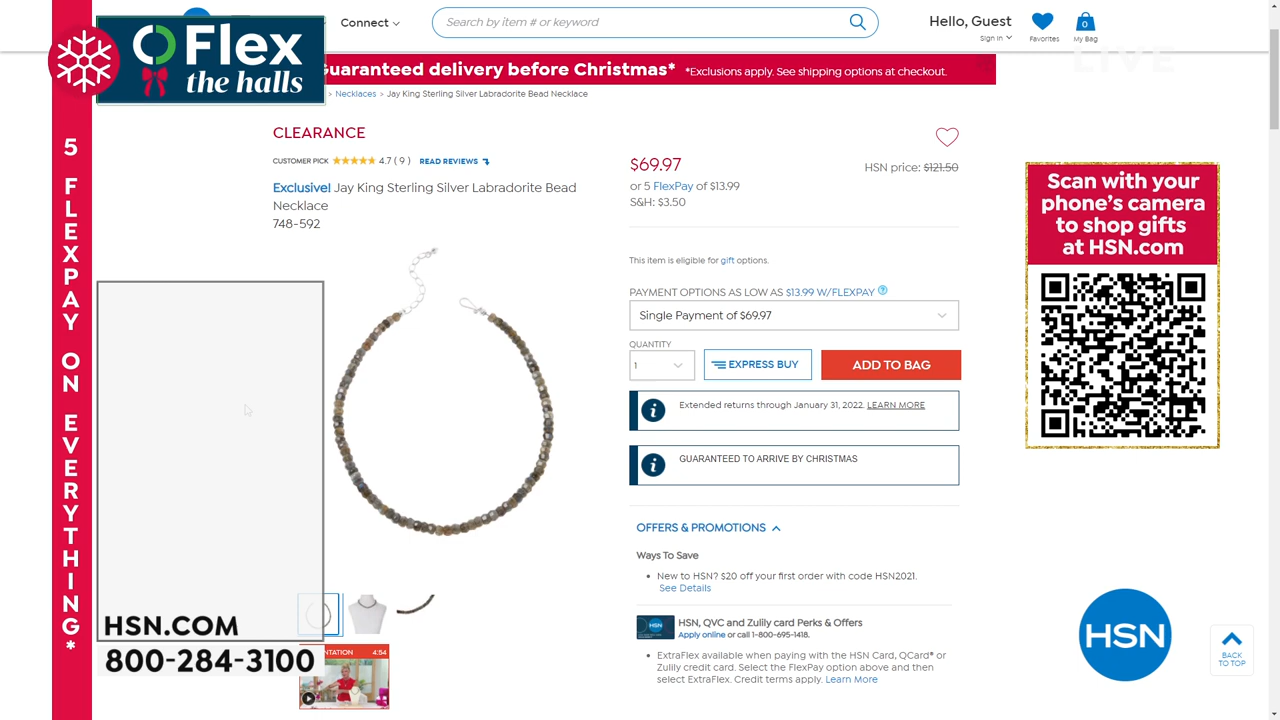 Connect
Search by item # or keyword
Hello, Guest
Sign In
Favorites
0
My Bag
LIVE
Flex
the halls
Guaranteed delivery before Christmas* *Exclusions apply. See shipping options at checkout.
> Necklaces > Jay King Sterling Silver Labradorite Bead Necklace
5 FLEXPAY ON EVERYTHING*
CLEARANCE
CUSTOMER PICK 4.7 ( 9 ) READ REVIEWS
Exclusive! Jay King Sterling Silver Labradorite Bead
Necklace
748-592
$69.97
HSN price: $121.50
or 5 FlexPay of $13.99
S&H: $3.50
This item is eligible for gift options.
PAYMENT OPTIONS AS LOW AS $13.99 W/FLEXPAY ?
Single Payment of $69.97
QUANTITY
1
EXPRESS BUY
ADD TO BAG
i Extended returns through January 31, 2022. LEARN MORE
i GUARANTEED TO ARRIVE BY CHRISTMAS
OFFERS & PROMOTIONS
Ways To Save
• New to HSN? $20 off your first order with code HSN2021.
See Details
HSN, QVC and Zulily card Perks & Offers
Apply online or call 1-800-695-1418.
• ExtraFlex available when paying with the HSN Card, QCard® or
Zulily credit card. Select the FlexPay option above and then
select ExtraFlex. Credit terms apply. Learn More
Scan with your
phone's camera
to shop gifts
at HSN.com
HSN
BACK
TO TOP
HSN.COM
800-284-3100
NTATION 4:54